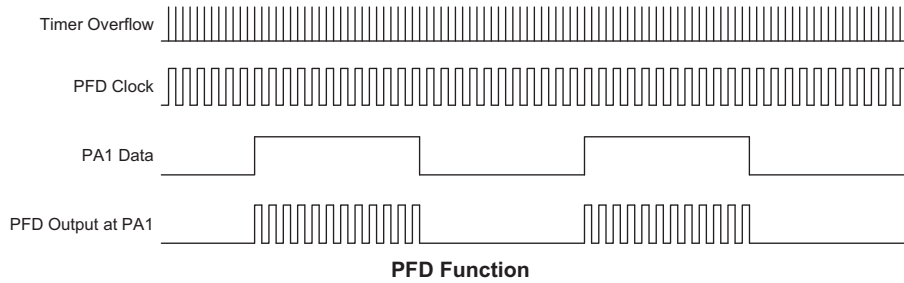 Timer Overflow
PFD Clock
PA1 Data
PFD Output at PA1
PFD Function